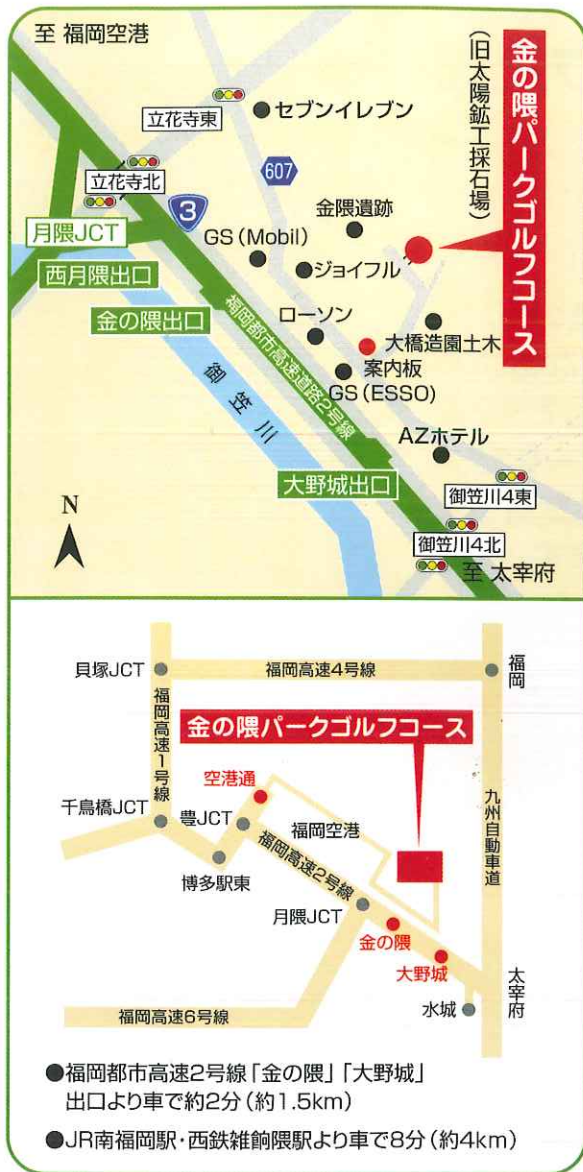 至 福岡空港
立花寺東
セブンイレブン
金の隈パークゴルフコース
(旧太陽鉱工採石場)
立花寺北
607
3
金隈遺跡
月隈JCT
GS(Mobil)
ジョイフル
西月隈出口
金の隈出口
ローソン
大橋造園土木
案内板
福岡都市高速道路2号線
GS(ESSO)
御笠川
AZホテル
大野城出口
御笠川4東
N
御笠川4北
至 太宰府
貝塚JCT
福岡高速4号線
福岡
福岡高速1号線
金の隈パークゴルフコース
空港通
九州自動車道
千鳥橋JCT
豊JCT
福岡空港
福岡高速2号線
博多駅東
月隈JCT
金の隈
大野城
太宰府
水城
福岡高速6号線
●福岡都市高速2号線「金の隈」「大野城」
出口より車で約2分(約1.5km)
●JR南福岡駅・西鉄雑餉隈駅より車で8分(約4km)